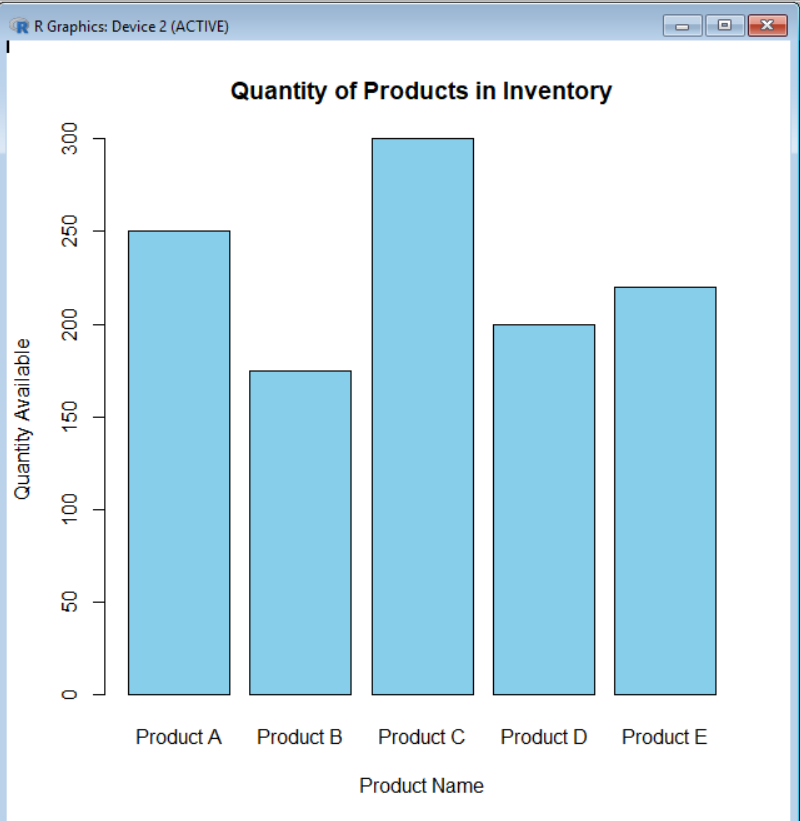 R Graphics: Device 2 (ACTIVE)
Quantity of Products in Inventory
Quantity Available
300
250
200
150
100
50
0
Product A Product B Product C Product D Product E
Product Name